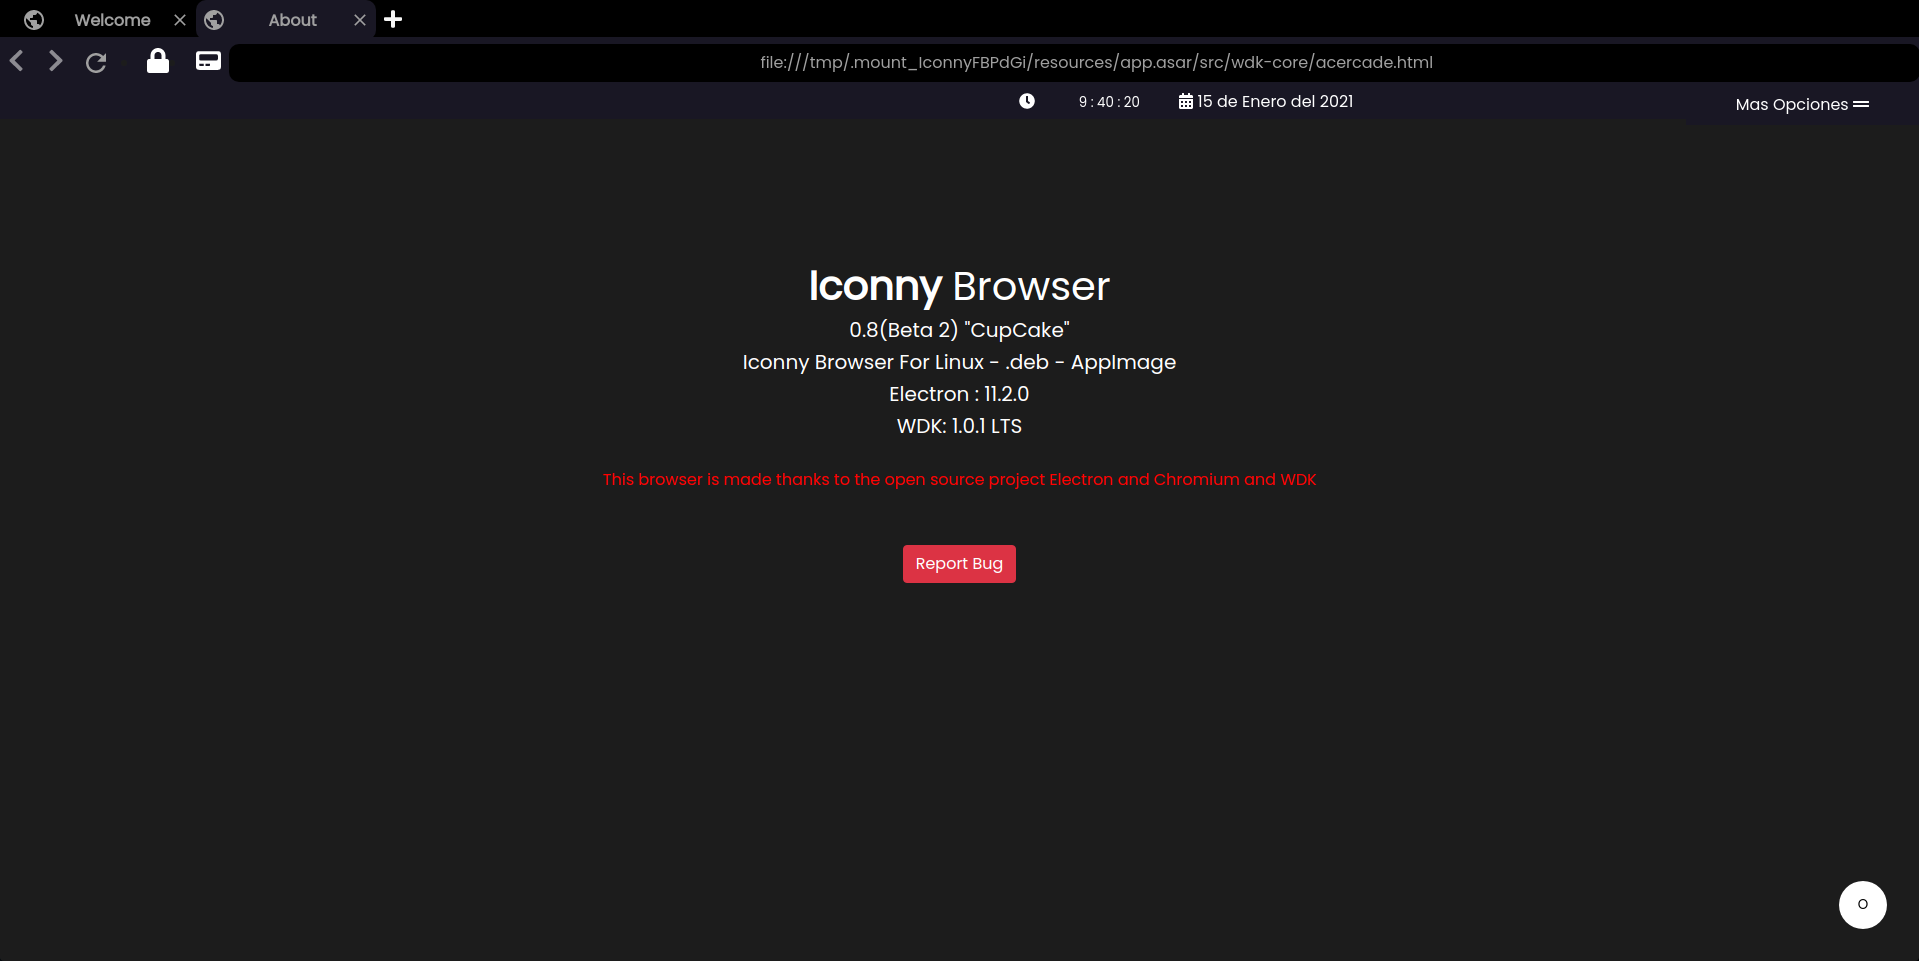 Welcome
About
file:///tmp/.mount_IconnyFBPdGi/resources/app.asar/src/wdk-core/acercade.html
9 : 40 : 20
15 de Enero del 2021
Mas Opciones
Iconny Browser
0.8(Beta 2) "CupCake"
Iconny Browser For Linux - .deb - AppImage
Electron : 11.2.0
WDK: 1.0.1 LTS
This browser is made thanks to the open source project Electron and Chromium and WDK
Report Bug
O